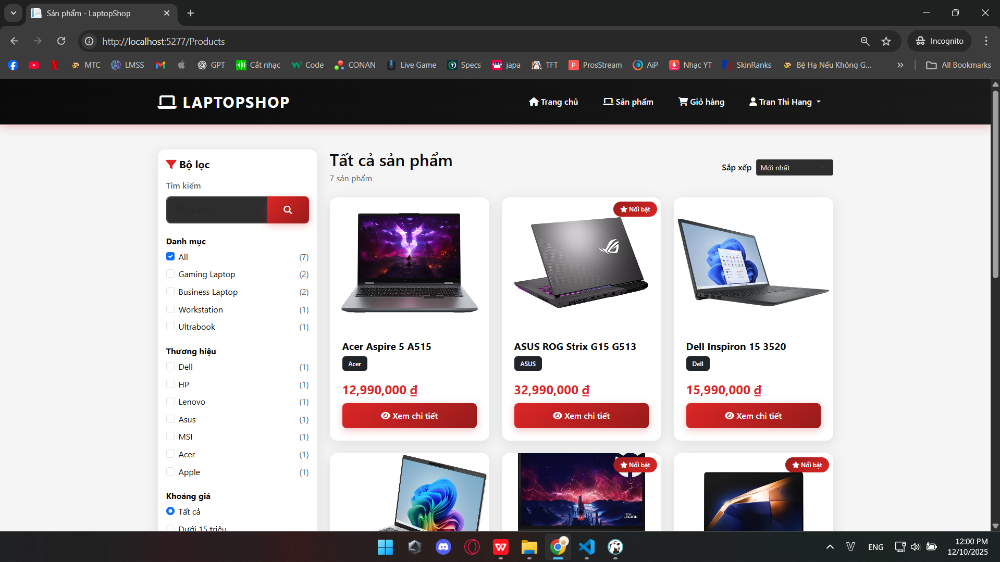 Sản phẩm - LaptopShop
http://localhost:5277/Products
Incognito
MTC
LMSS
GPT
Cắt nhạc
Code
CONAN
Live Game
Specs
japa
TFT
ProsStream
AiP
Nhạc YT
SkinRanks
Bệ Hạ Nếu Không G...
All Bookmarks
LAPTOPSHOP
Trang chủ
Sản phẩm
Giỏ hàng
Tran Thi Hang
Bộ lọc
Tìm kiếm
Tìm kiếm...
Danh mục
All (7)
Gaming Laptop (2)
Business Laptop (2)
Workstation (1)
Ultrabook (1)
Thương hiệu
Dell (1)
HP (1)
Lenovo (1)
Asus (1)
MSI (1)
Acer (1)
Apple (1)
Khoảng giá
Tất cả
Dưới 15 triệu
Tất cả sản phẩm
7 sản phẩm
Sắp xếp
Mới nhất
Acer Aspire 5 A515
Acer
12,990,000 ₫
Xem chi tiết
Nổi bật
ASUS ROG Strix G15 G513
ASUS
32,990,000 ₫
Xem chi tiết
Dell Inspiron 15 3520
Dell
15,990,000 ₫
Xem chi tiết
Nổi bật
LEGION
Nổi bật
ENG
12:00 PM
12/10/2025